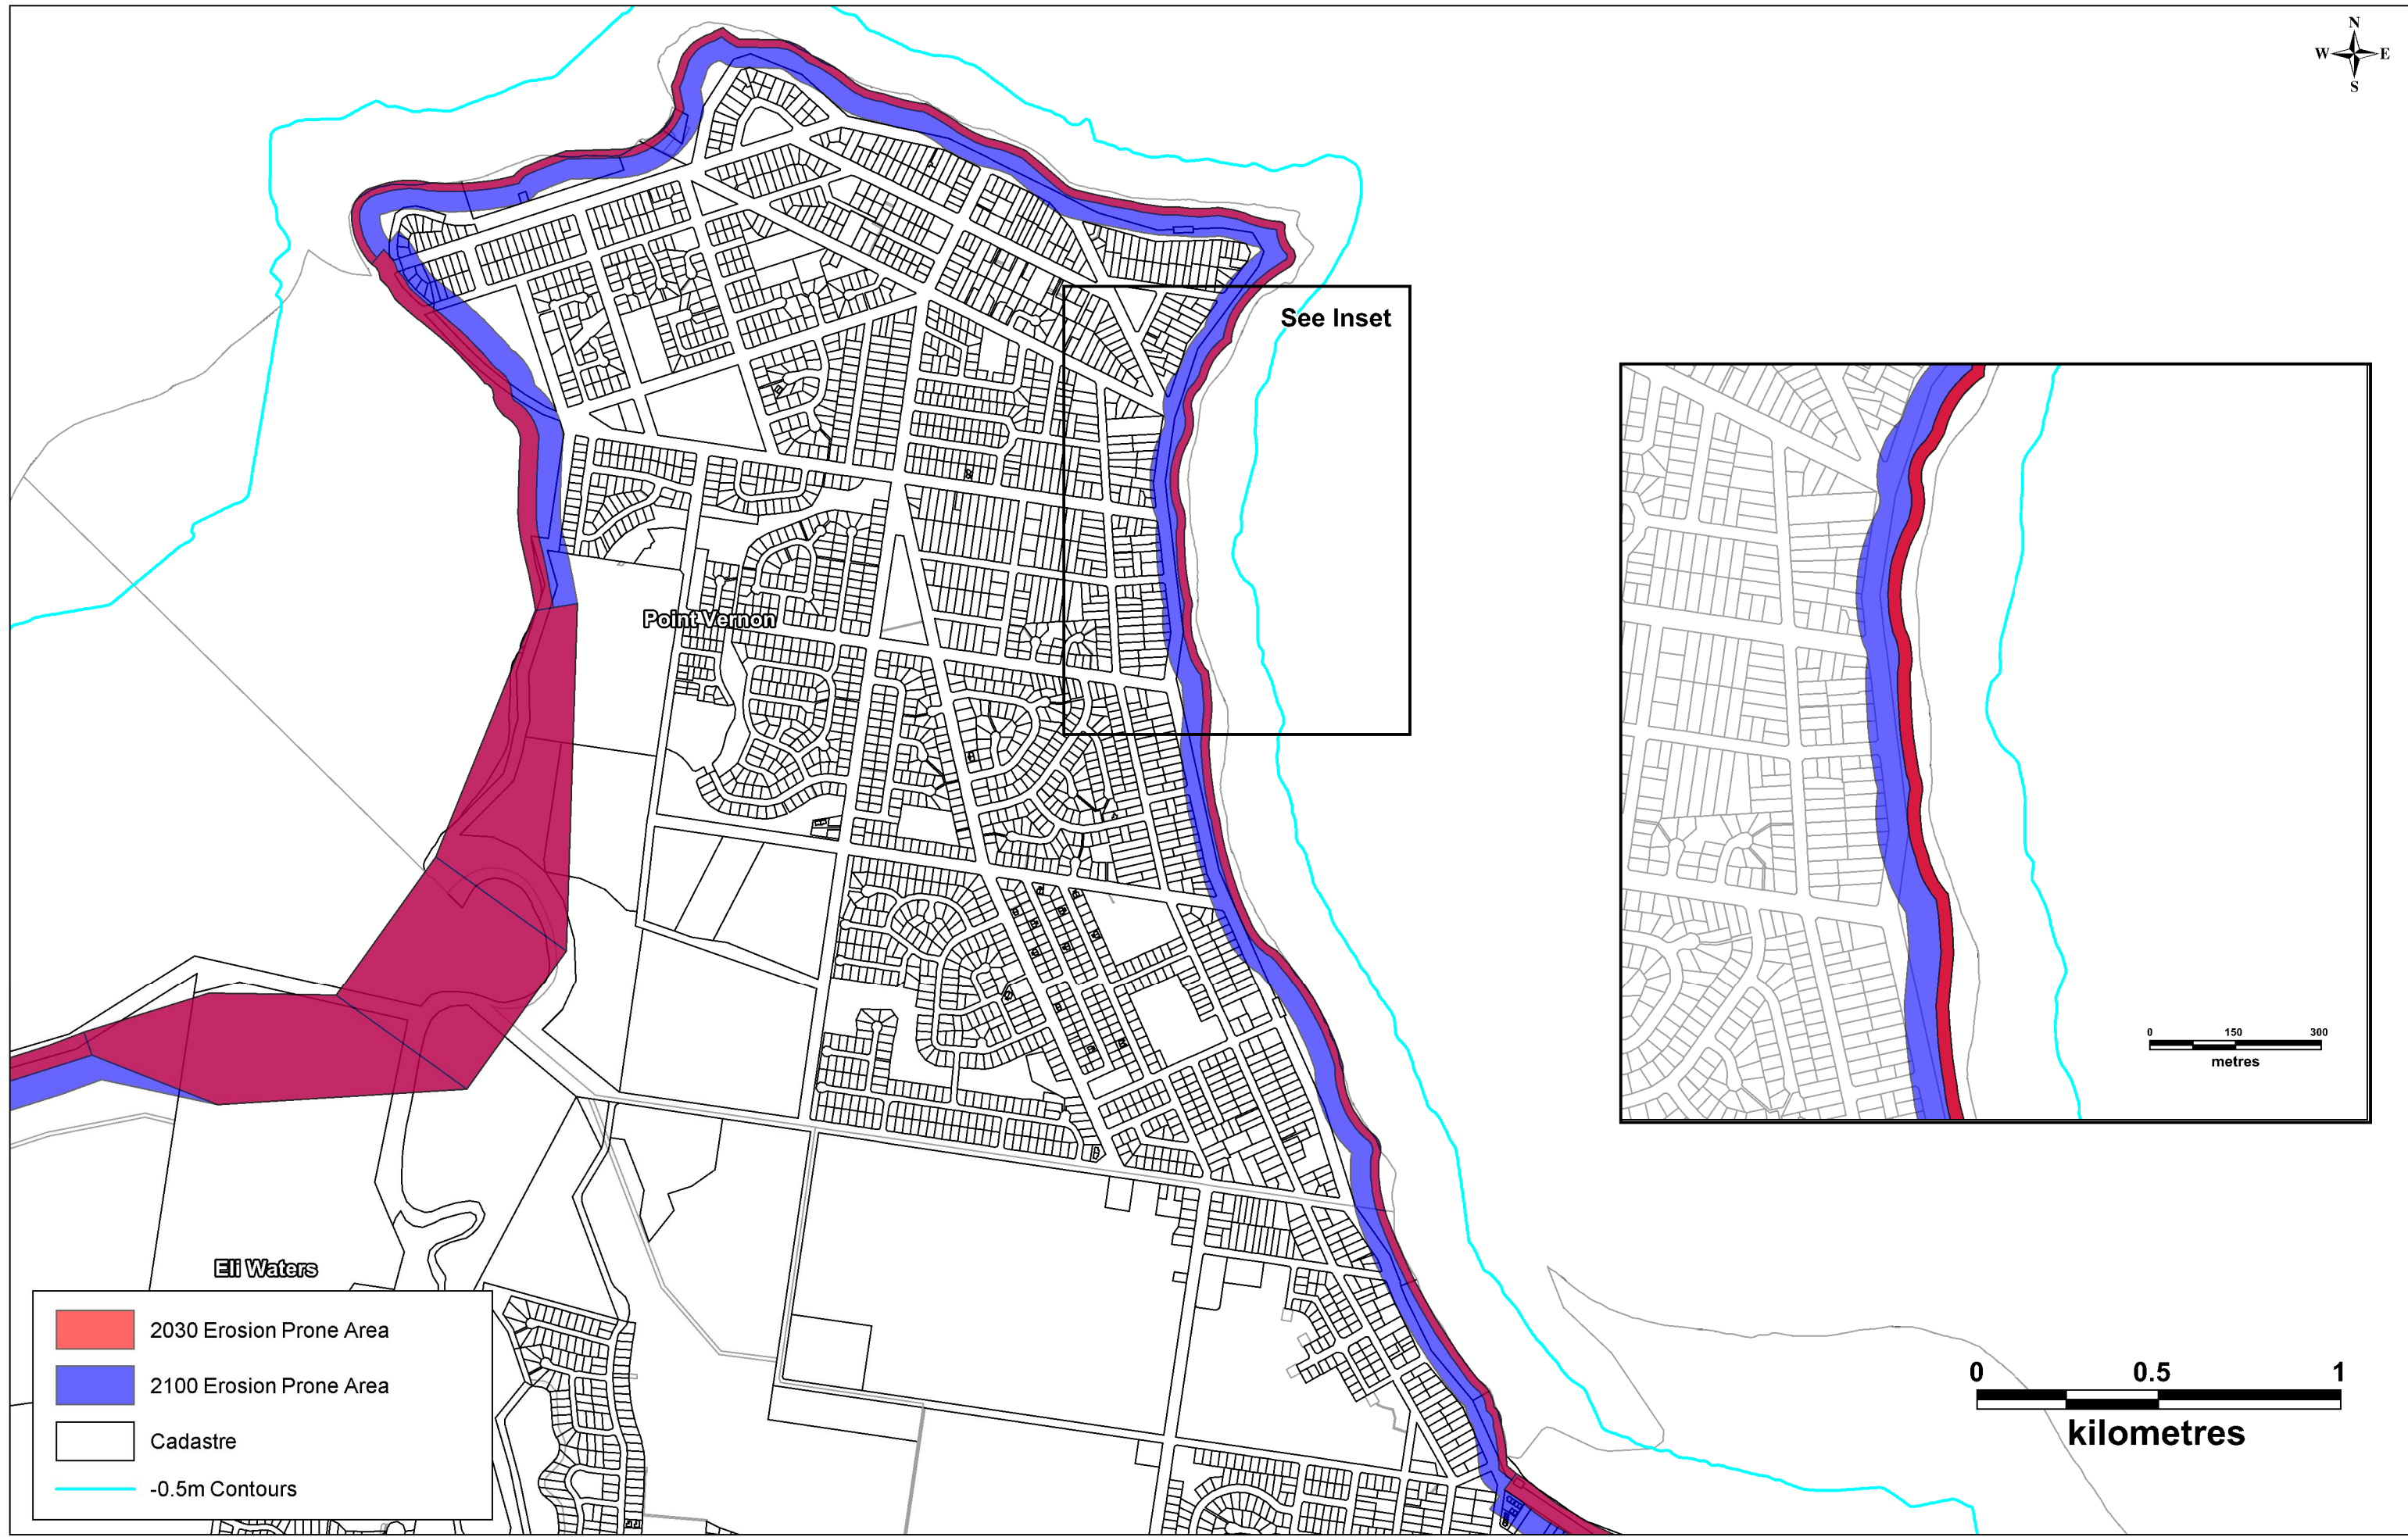 N
W E
S
See Inset
Point Vernon
0 150 300
metres
Eli Waters
2030 Erosion Prone Area
2100 Erosion Prone Area
Cadastre
-0.5m Contours
0 0.5 1
kilometres